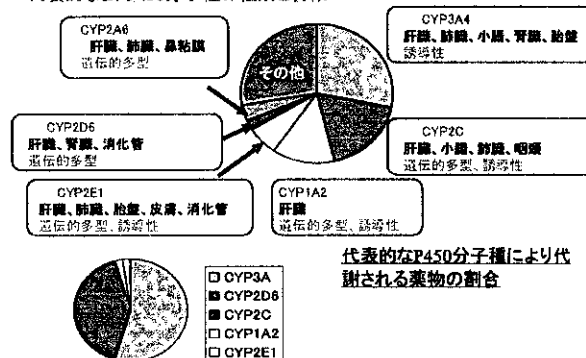 CYP2A6
肝臓、肺臓、鼻粘膜
遺伝的多型
CYP3A4
肝臓、肺臓、小腸、腎臓、胎盤
誘導性
その他
CYP2D6
肝臓、腎臓、消化管
遺伝的多型
CYP2C
肝臓、小腸、肺臓、咽頭
遺伝的多型、誘導性
CYP2E1
肝臓、肺臓、胎盤、皮膚、消化管
遺伝的多型、誘導性
CYP1A2
肝臓
遺伝的多型、誘導性
代表的なP450分子種により代
謝される薬物の割合
CYP3A
CYP2D6
CYP2C
CYP1A2
CYP2E1